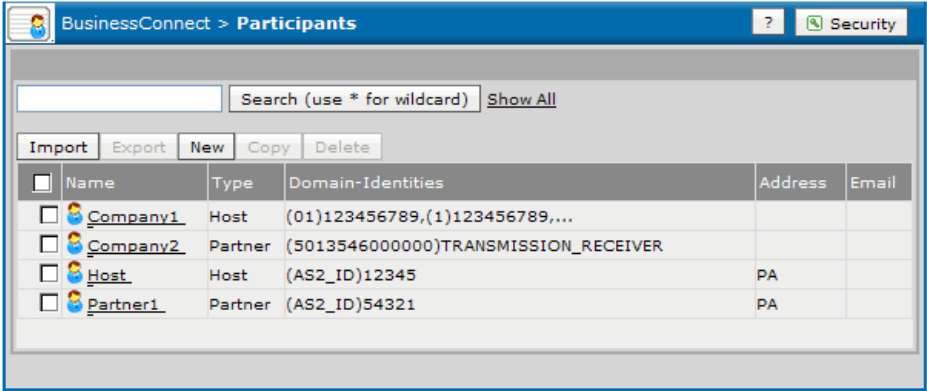 BusinessConnect > Participants ? Security
Search (use * for wildcard) Show All
Import Export New Copy Delete
Name Type Domain-Identities Address Email
Company1 Host (01)123456789,(1)123456789,...
Company2 Partner (5013546000000)TRANSMISSION_RECEIVER
Host Host (AS2_ID)12345 PA
Partner1 Partner (AS2_ID)54321 PA